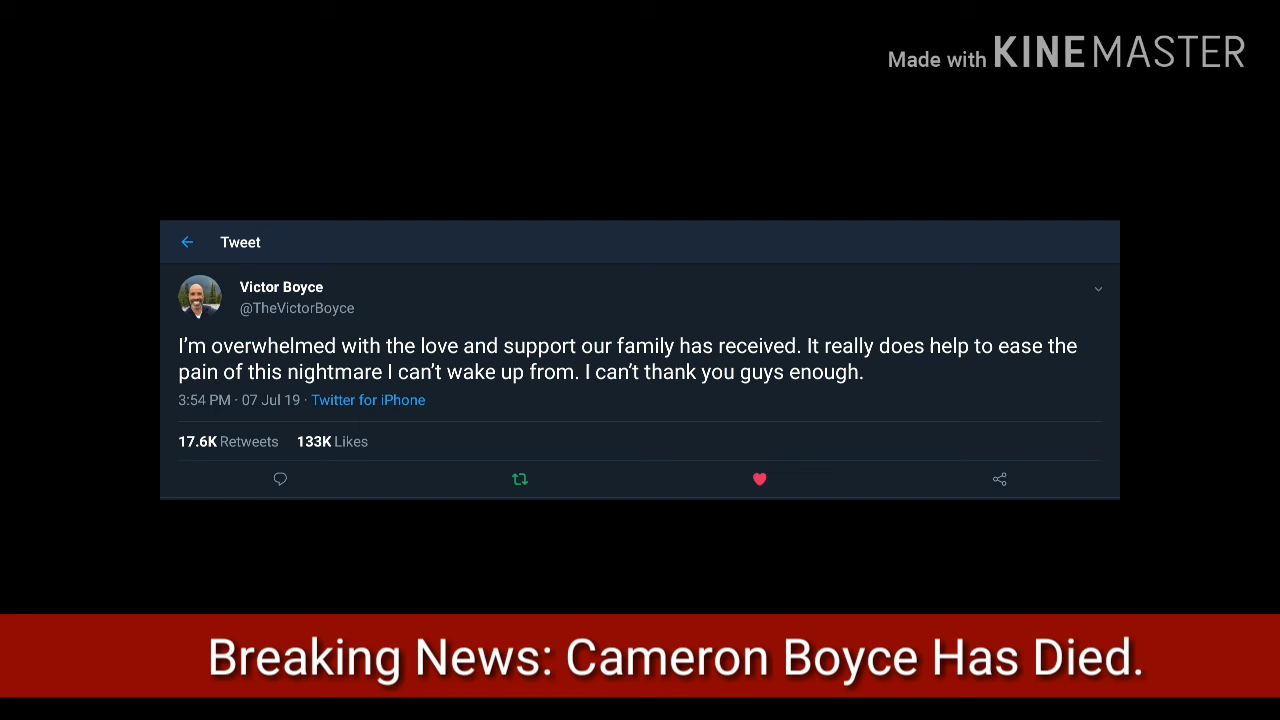 Made with KINEMASTER
Tweet
Victor Boyce
@TheVictorBoyce
I'm overwhelmed with the love and support our family has received. It really does help to ease the
pain of this nightmare I can't wake up from. I can't thank you guys enough.
3:54 PM · 07 Jul 19 · Twitter for iPhone
17.6K Retweets 133K Likes
Breaking News: Cameron Boyce Has Died.